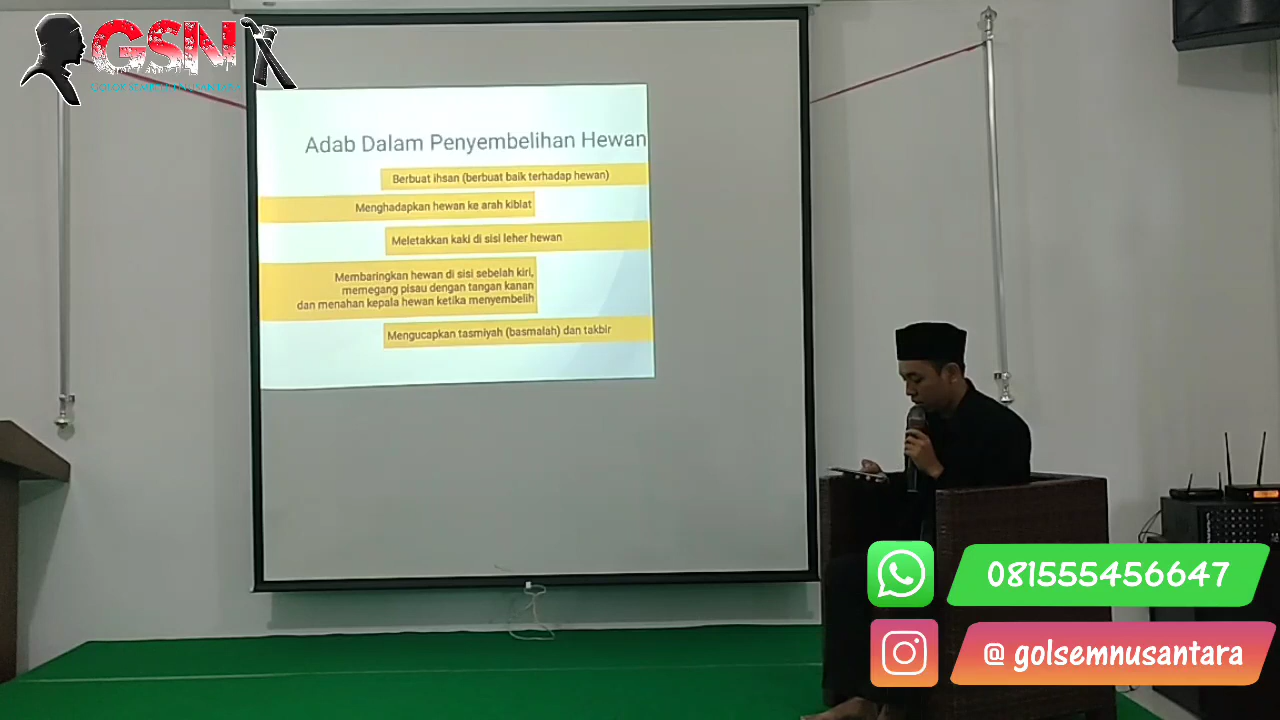 GSN
Adab Dalam Penyembelihan Hewan
Berbuat ihsan (berbuat baik terhadap hewan)
Menghadapkan hewan ke arah kiblat
Meletakkan kaki di sisi leher hewan
Membaringkan hewan di sisi sebelah kiri,
memegang pisau dengan tangan kanan
dan menahan kepala hewan ketika menyembelih
Mengucapkan tasmiyah (basmalah) dan takbir
081555456647
@ golsemnusantara